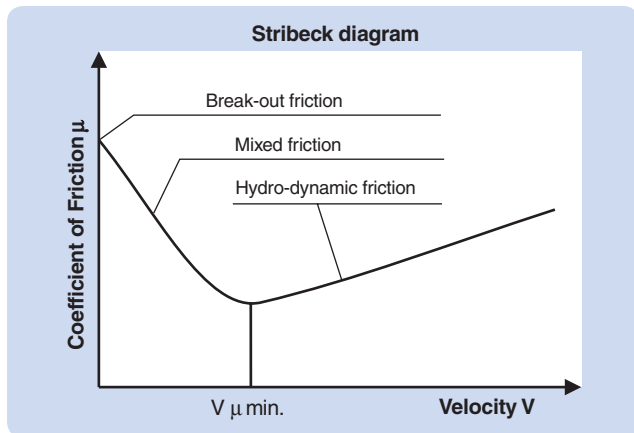 Stribeck diagram
Break-out friction
Mixed friction
Hydro-dynamic friction
Coefficient of Friction µ
V µ min.
Velocity V